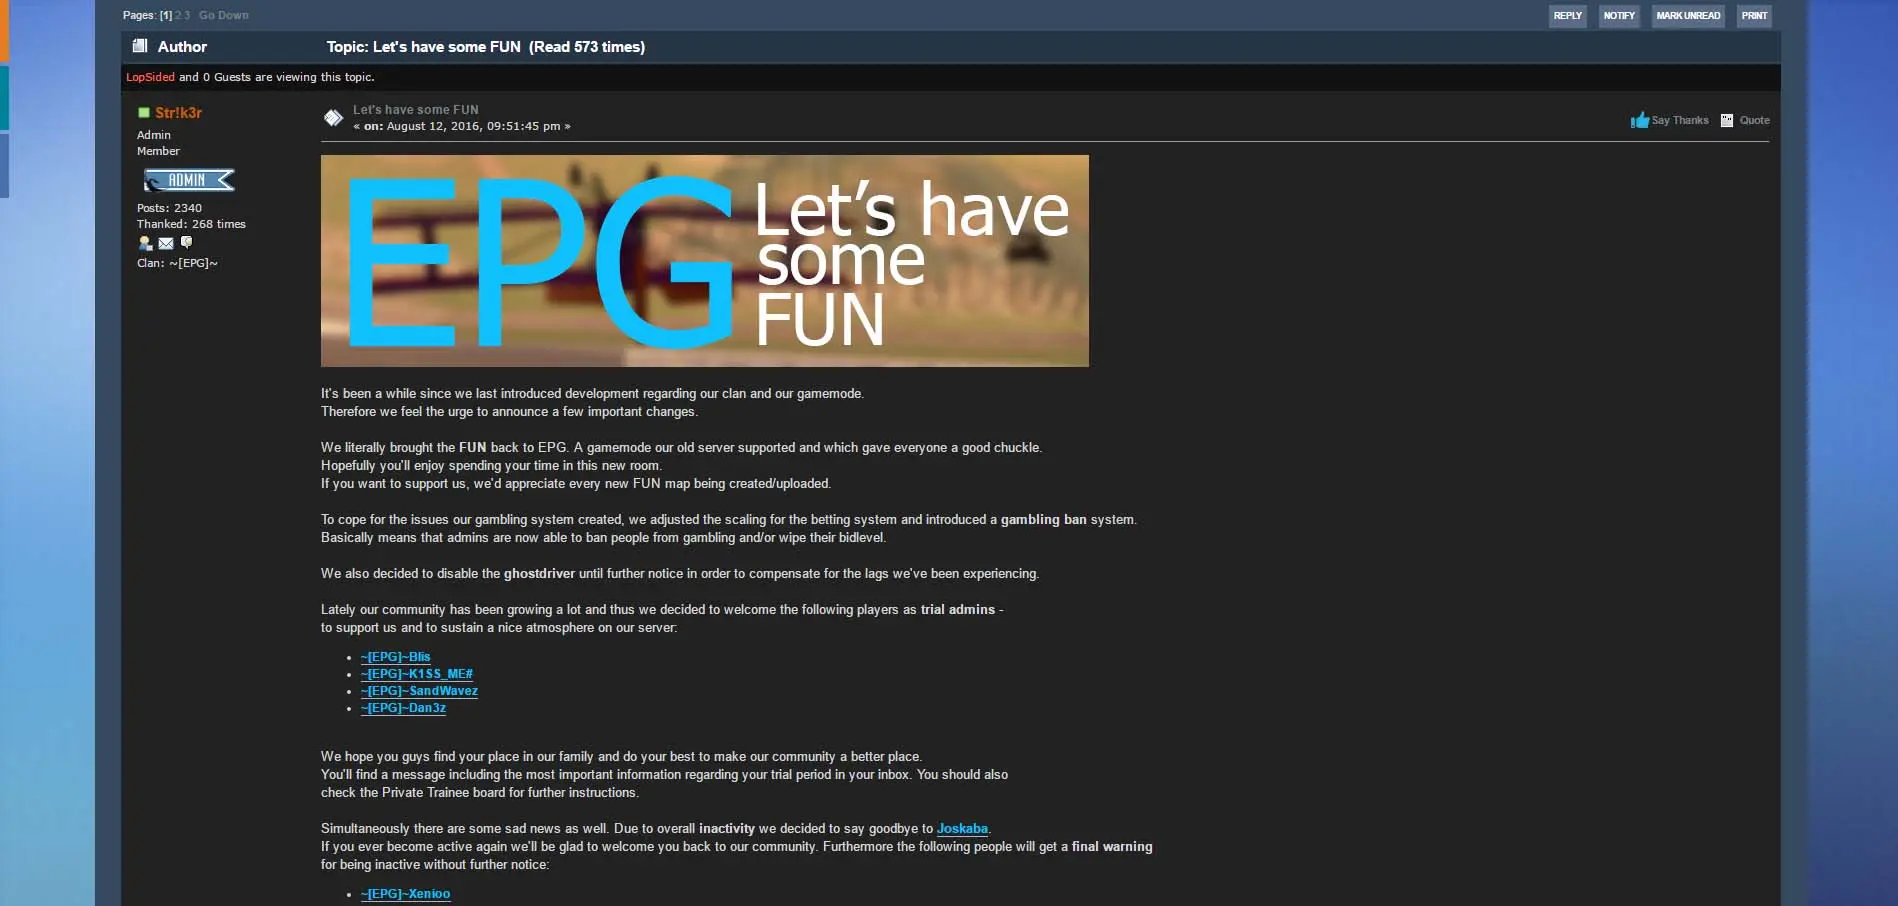 Pages: [1] 2 3 Go Down
REPLY NOTIFY MARK UNREAD PRINT
Author Topic: Let's have some FUN (Read 573 times)
LopSided and 0 Guests are viewing this topic.
Str!k3r
Admin
Member
ADMIN
Posts: 2340
Thanked: 268 times
Clan: ~[EPG]~
Let's have some FUN
« on: August 12, 2016, 09:51:45 pm »
Say Thanks Quote
EPG
Let's have
some
FUN
It's been a while since we last introduced development regarding our clan and our gamemode.
Therefore we feel the urge to announce a few important changes.
We literally brought the FUN back to EPG. A gamemode our old server supported and which gave everyone a good chuckle.
Hopefully you'll enjoy spending your time in this new room.
If you want to support us, we'd appreciate every new FUN map being created/uploaded.
To cope for the issues our gambling system created, we adjusted the scaling for the betting system and introduced a gambling ban system.
Basically means that admins are now able to ban people from gambling and/or wipe their bidlevel.
We also decided to disable the ghostdriver until further notice in order to compensate for the lags we've been experiencing.
Lately our community has been growing a lot and thus we decided to welcome the following players as trial admins -
to support us and to sustain a nice atmosphere on our server:
• ~[EPG]~Blis
• ~[EPG]~K1SS_ME#
• ~[EPG]~SandWavez
• ~[EPG]~Dan3z
We hope you guys find your place in our family and do your best to make our community a better place.
You'll find a message including the most important information regarding your trial period in your inbox. You should also
check the Private Trainee board for further instructions.
Simultaneously there are some sad news as well. Due to overall inactivity we decided to say goodbye to Joskaba.
If you ever become active again we'll be glad to welcome you back to our community. Furthermore the following people will get a final warning
for being inactive without further notice:
• ~[EPG]~Xenioo